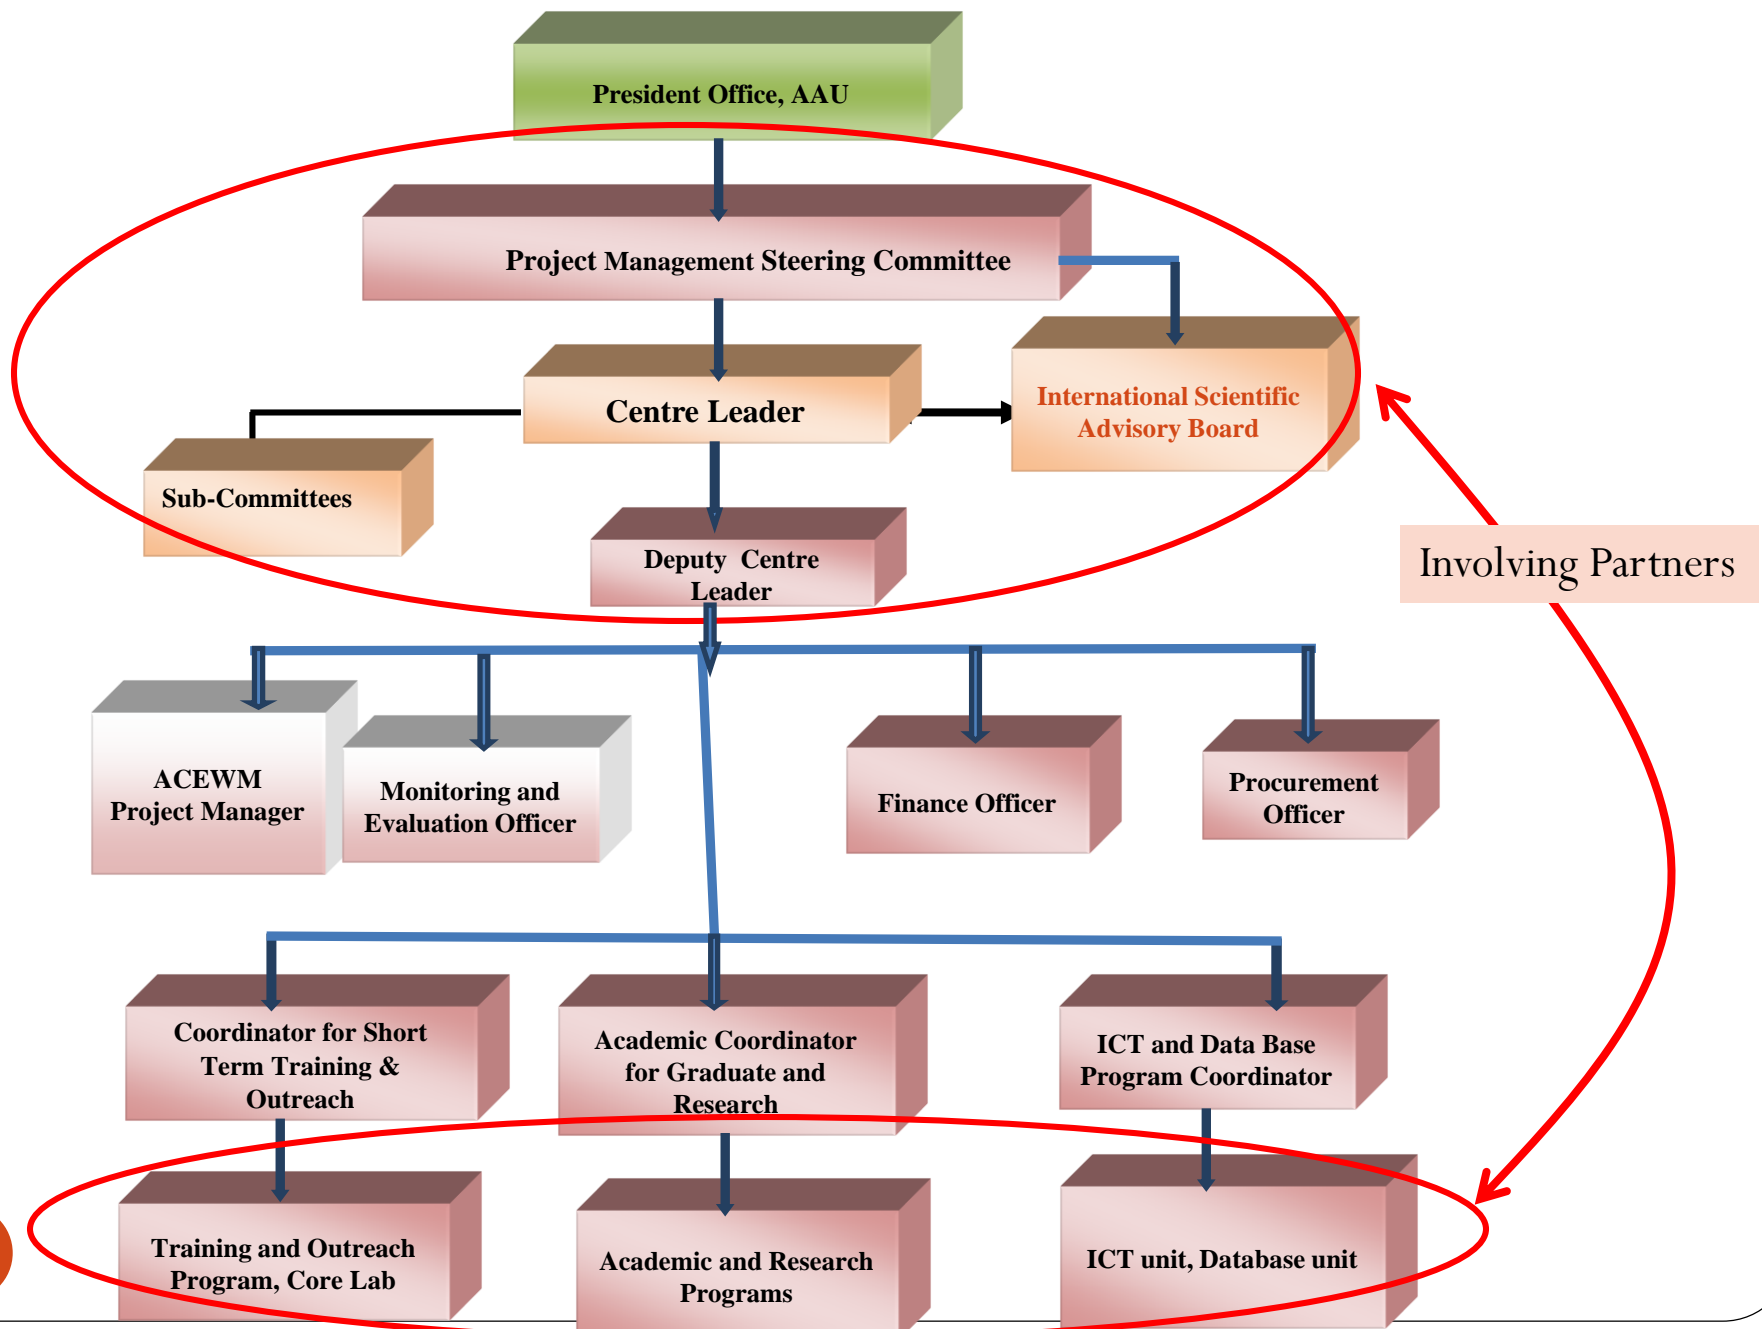 President Office, AAU
Project Management Steering Committee
Centre Leader
International Scientific
Advisory Board
Sub-Committees
Deputy Centre
Leader
Involving Partners
ACEWM
Project Manager
Monitoring and
Evaluation Officer
Finance Officer
Procurement
Officer
Coordinator for Short
Term Training &
Outreach
Academic Coordinator
for Graduate and
Research
ICT and Data Base
Program Coordinator
Training and Outreach
Program, Core Lab
Academic and Research
Programs
ICT unit, Database unit